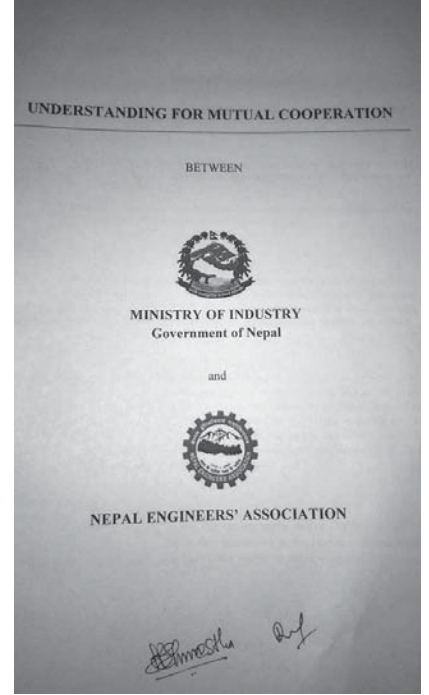 UNDERSTANDING FOR MUTUAL COOPERATION
BETWEEN
MINISTRY OF INDUSTRY
Government of Nepal
and
NEPAL ENGINEERS' ASSOCIATION